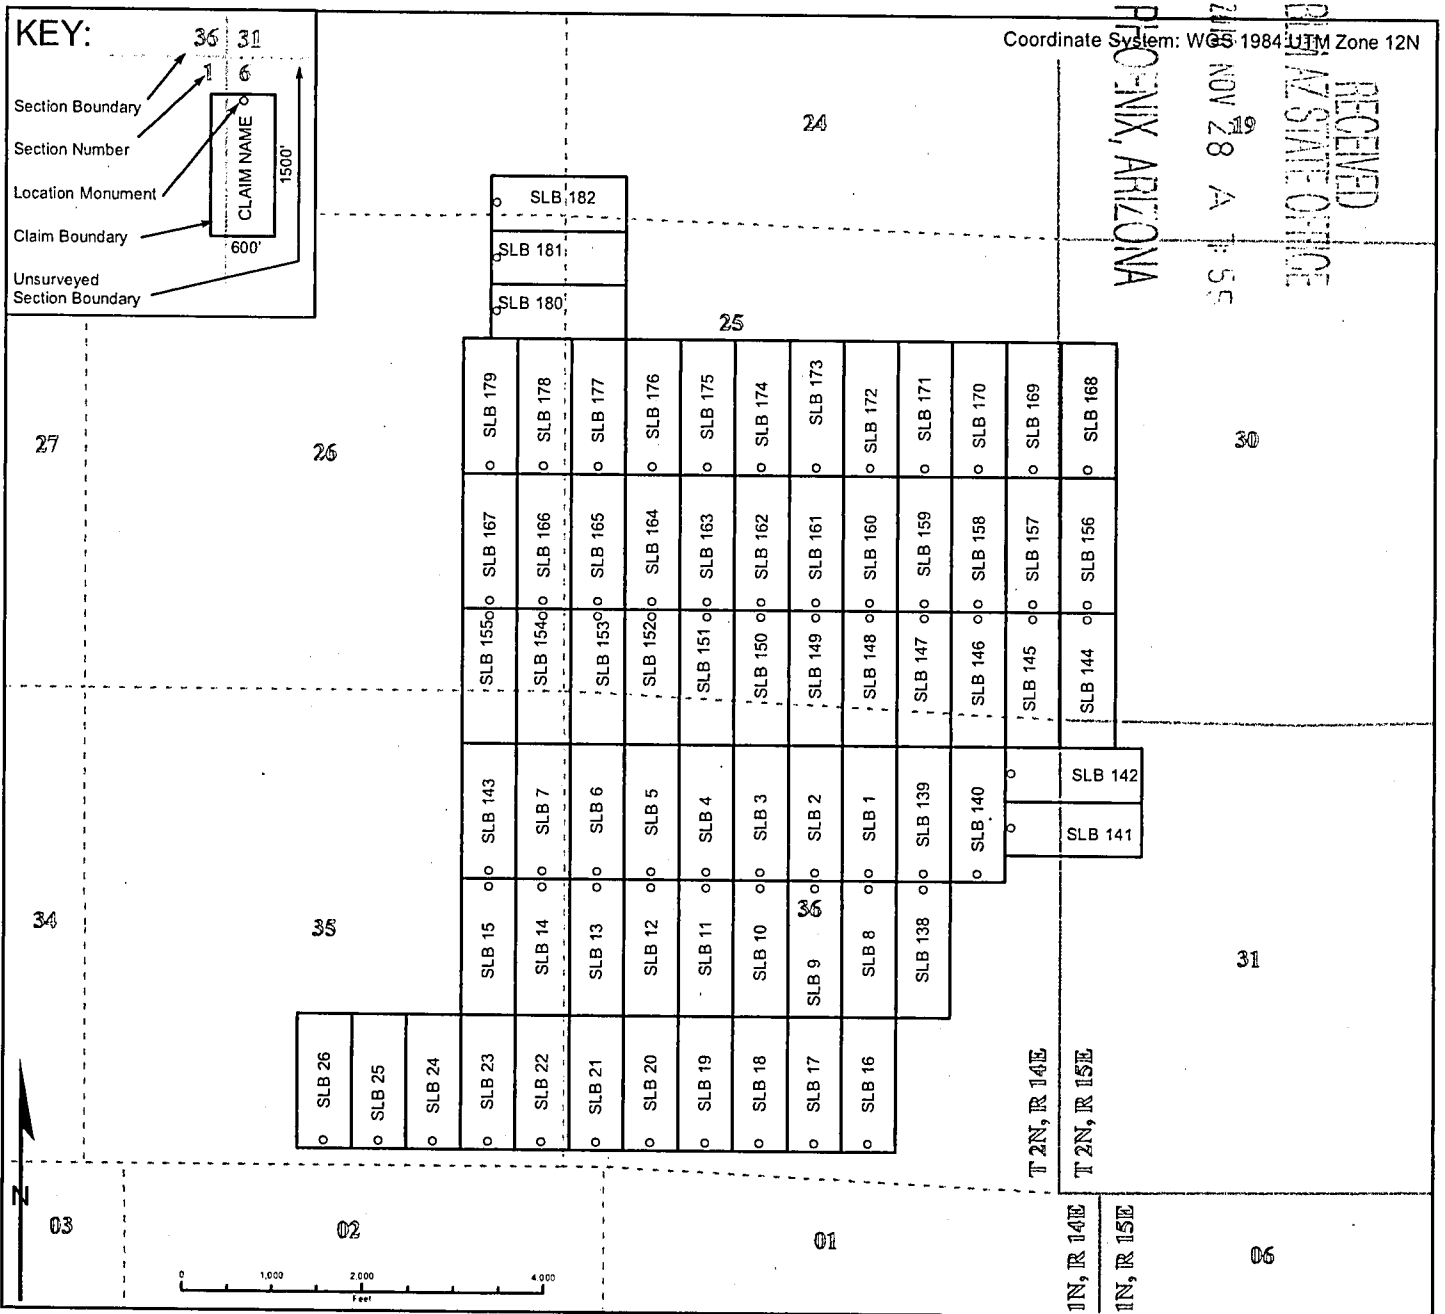 KEY:
36 31
1 6
Section Boundary
Section Number
Location Monument
Claim Boundary
Unsurveyed
Section Boundary
CLAIM NAME
1500'
600'
Coordinate System: WGS 1984 UTM Zone 12N
RECEIVED
AZ STATE OFFICE
NOV 28 A
PHOENIX, ARIZONA
24
19
SLB 182
SLB 181
SLB 180
25
27
26
30
SLB 179
SLB 178
SLB 177
SLB 176
SLB 175
SLB 174
SLB 173
SLB 172
SLB 171
SLB 170
SLB 169
SLB 168
SLB 167
SLB 166
SLB 165
SLB 164
SLB 163
SLB 162
SLB 161
SLB 160
SLB 159
SLB 158
SLB 157
SLB 156
SLB 155
SLB 154
SLB 153
SLB 152
SLB 151
SLB 150
SLB 149
SLB 148
SLB 147
SLB 146
SLB 145
SLB 144
SLB 143
SLB 7
SLB 6
SLB 5
SLB 4
SLB 3
SLB 2
SLB 1
SLB 139
SLB 140
SLB 142
SLB 141
34
35
36
31
SLB 15
SLB 14
SLB 13
SLB 12
SLB 11
SLB 10
SLB 9
SLB 8
SLB 138
SLB 26
SLB 25
SLB 24
SLB 23
SLB 22
SLB 21
SLB 20
SLB 19
SLB 18
SLB 17
SLB 16
T 2N, R 14E
T 2N, R 15E
N
03
02
01
06
1N, R 14E
1N, R 15E
0 1,000 2,000 4,000
Feet